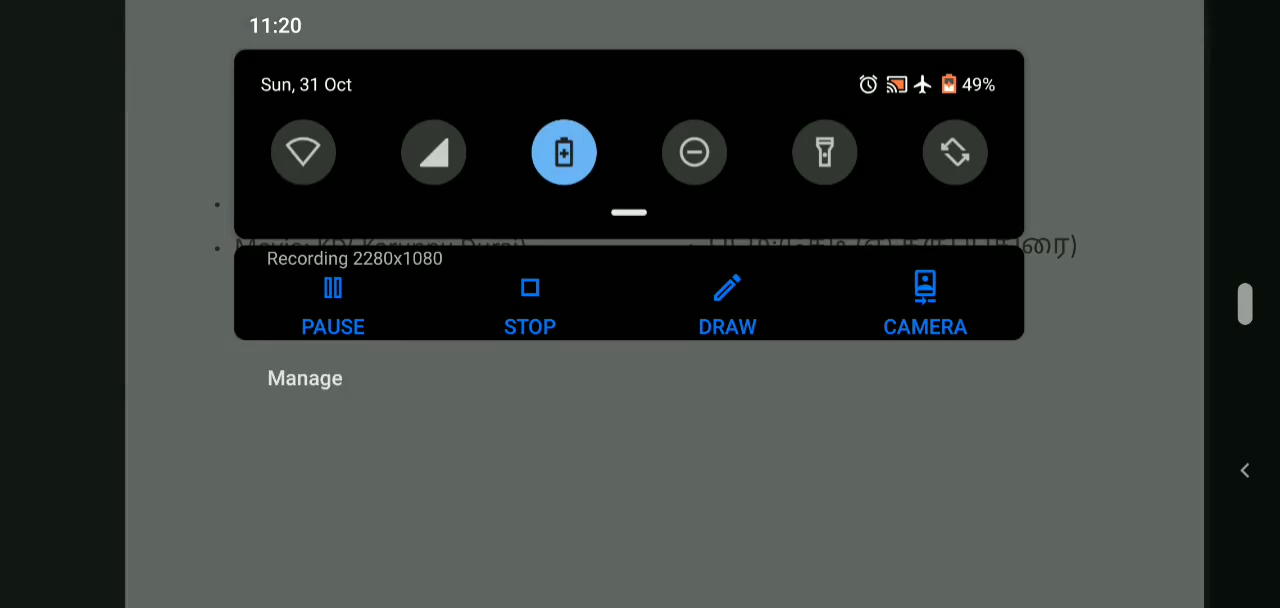 11:20
Sun, 31 Oct
49%
Recording 2280x1080
PAUSE STOP DRAW CAMERA
Manage